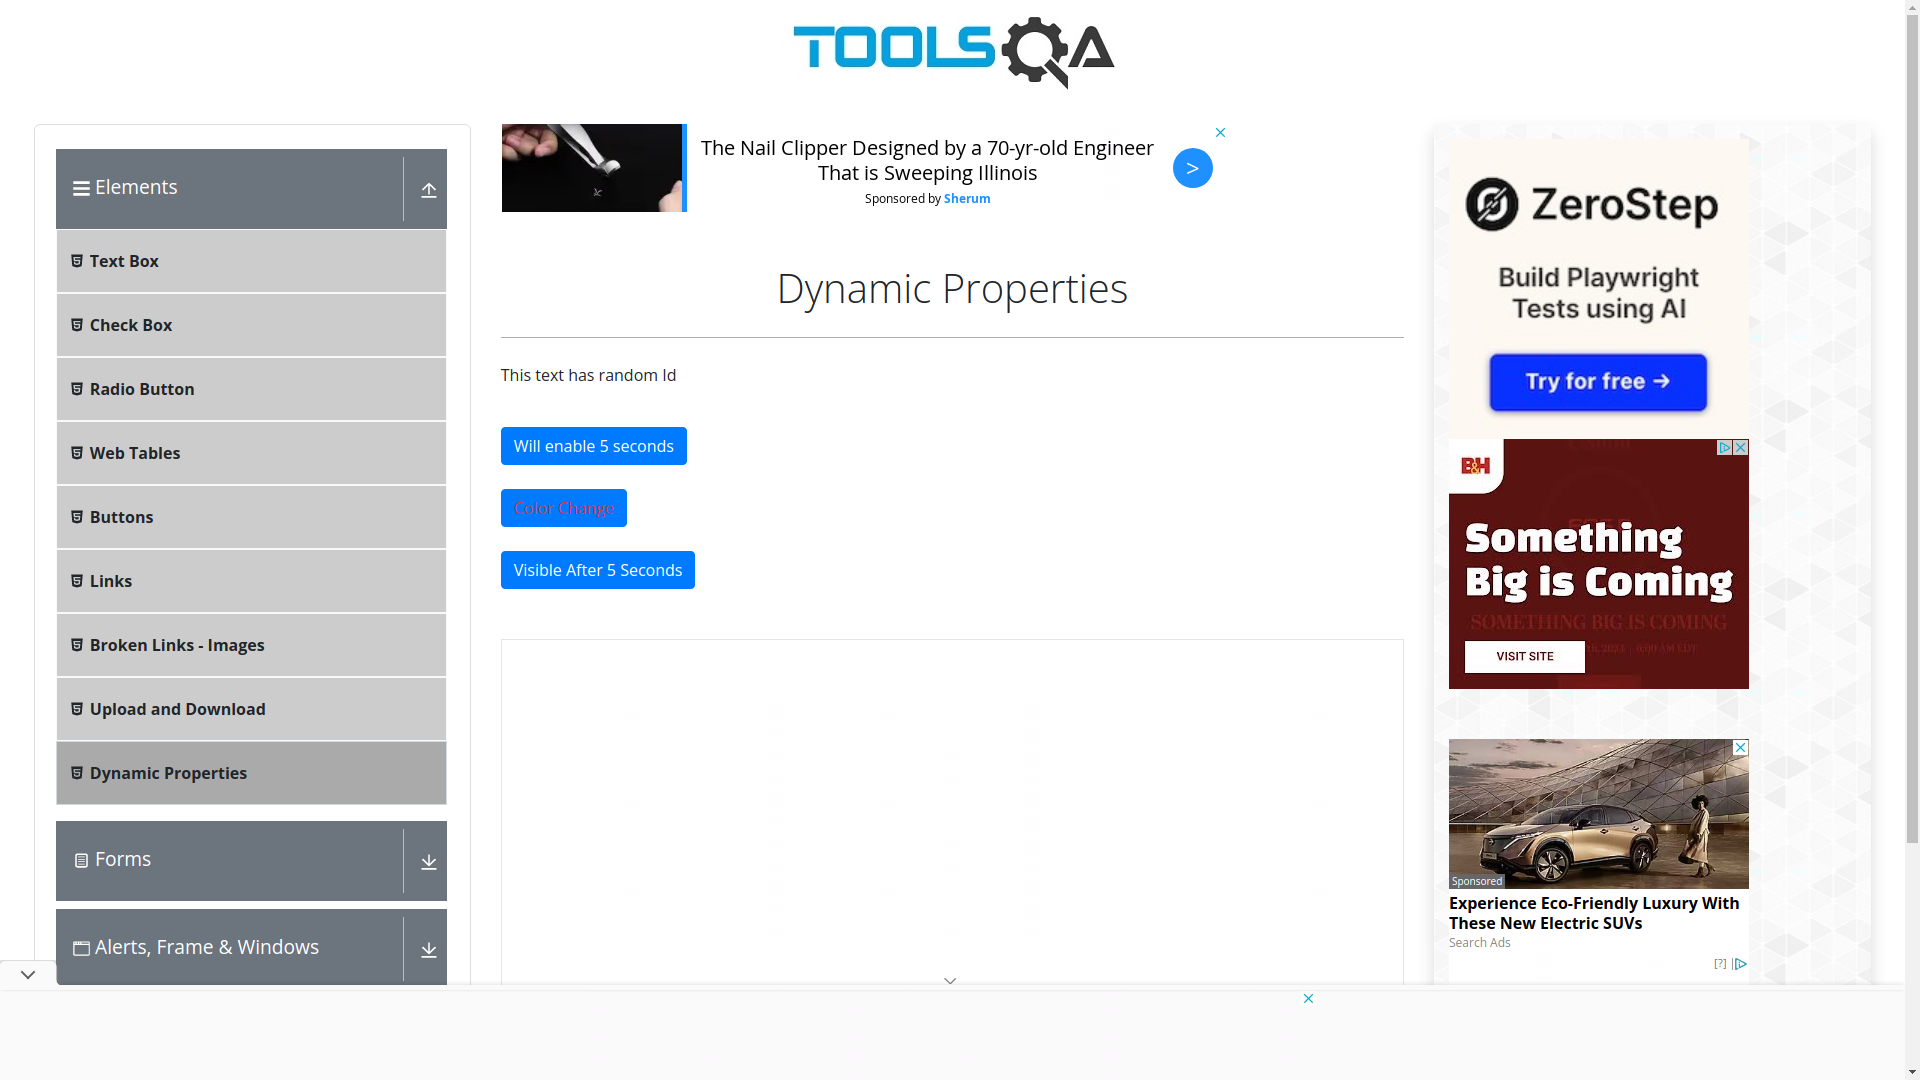 TOOLSQA
Elements
Text Box
Check Box
Radio Button
Web Tables
Buttons
Links
Broken Links - Images
Upload and Download
Dynamic Properties
Forms
Alerts, Frame & Windows
The Nail Clipper Designed by a 70-yr-old Engineer
That is Sweeping Illinois
Sponsored by Sherum
>
Dynamic Properties
This text has random Id
Will enable 5 seconds
Color Change
Visible After 5 Seconds
ZeroStep
Build Playwright
Tests using AI
Try for free →
B&H
Something
Big is Coming
SOMETHING BIG IS COMING
VISIT SITE
Sponsored
Experience Eco-Friendly Luxury With
These New Electric SUVs
Search Ads
[?]